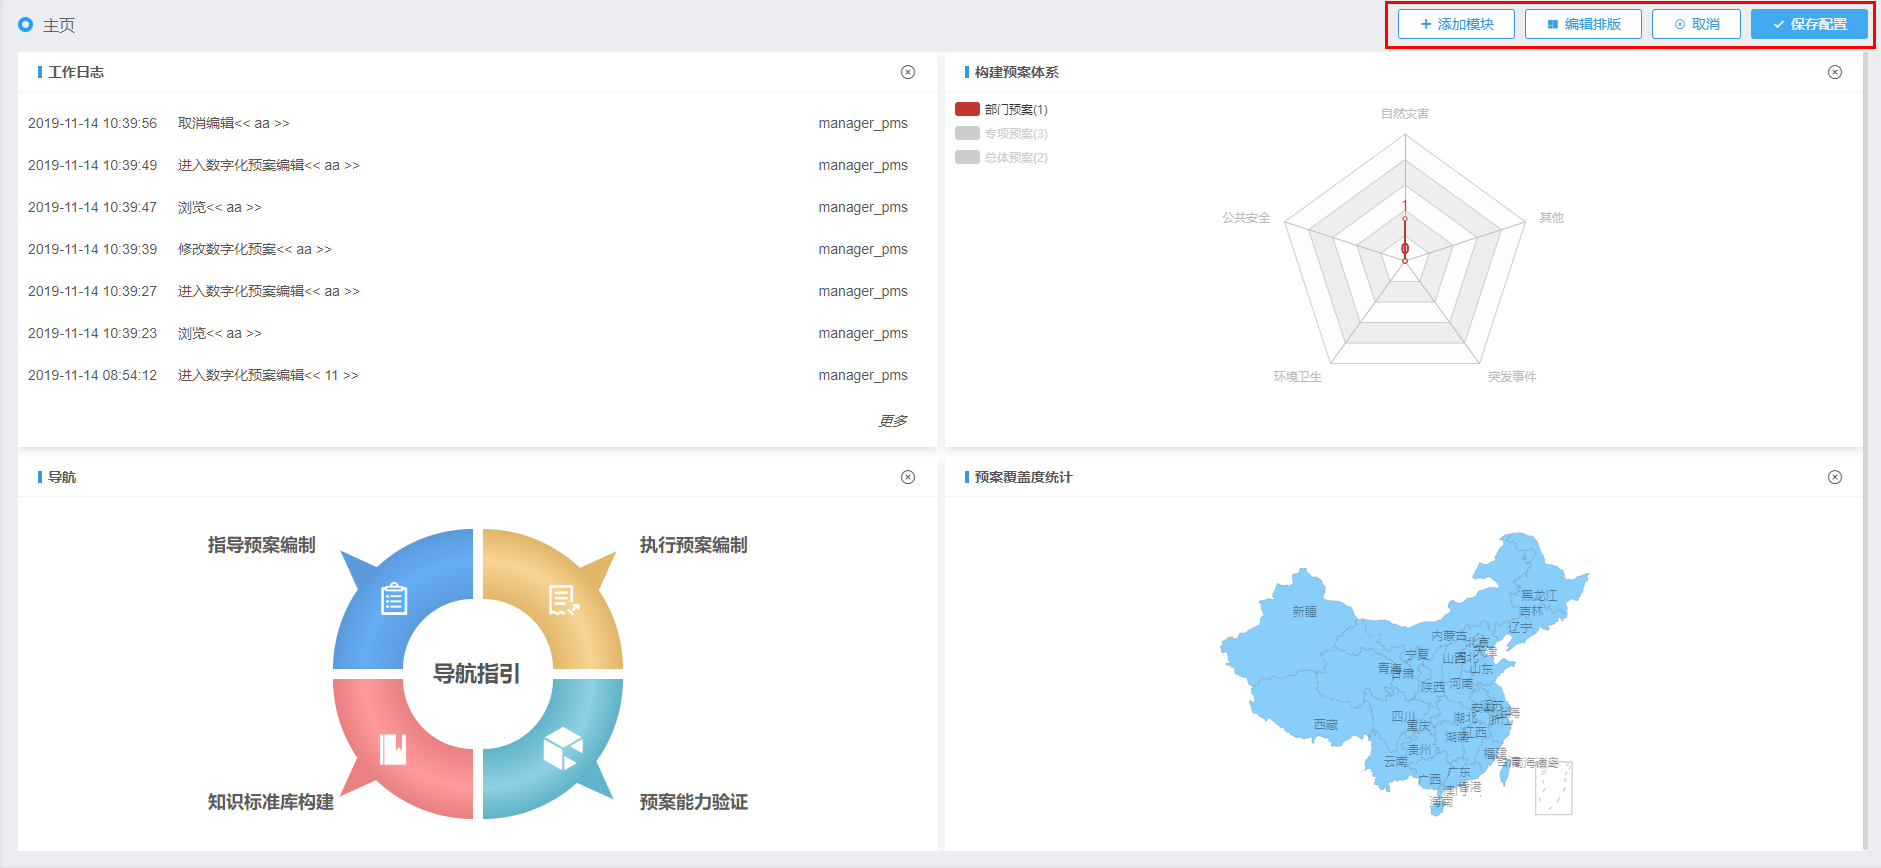 主页
添加模块
编辑排版
取消
保存配置
工作日志
2019-11-14 10:39:56 取消编辑<< aa >> manager_pms
2019-11-14 10:39:49 进入数字化预案编辑<< aa >> manager_pms
2019-11-14 10:39:47 浏览<< aa >> manager_pms
2019-11-14 10:39:39 修改数字化预案<< aa >> manager_pms
2019-11-14 10:39:27 进入数字化预案编辑<< aa >> manager_pms
2019-11-14 10:39:23 浏览<< aa >> manager_pms
2019-11-14 08:54:12 进入数字化预案编辑<< 11 >> manager_pms
更多
构建预案体系
部门预案(1)
专项预案(3)
总体预案(2)
自然灾害
1
公共安全
其他
0
环境卫生
突发事件
导航
指导预案编制
执行预案编制
导航指引
知识标准库构建
预案能力验证
预案覆盖度统计
黑龙江
新疆
吉林
辽宁
内蒙古
北京
天津
宁夏
山西
河北
山东
青海
甘肃
陕西
河南
江苏
安徽
上海
四川
湖北
浙江
西藏
重庆
湖南
江西
贵州
福建
云南
台湾
南海诸岛
广东
广西
香港
澳门
海南